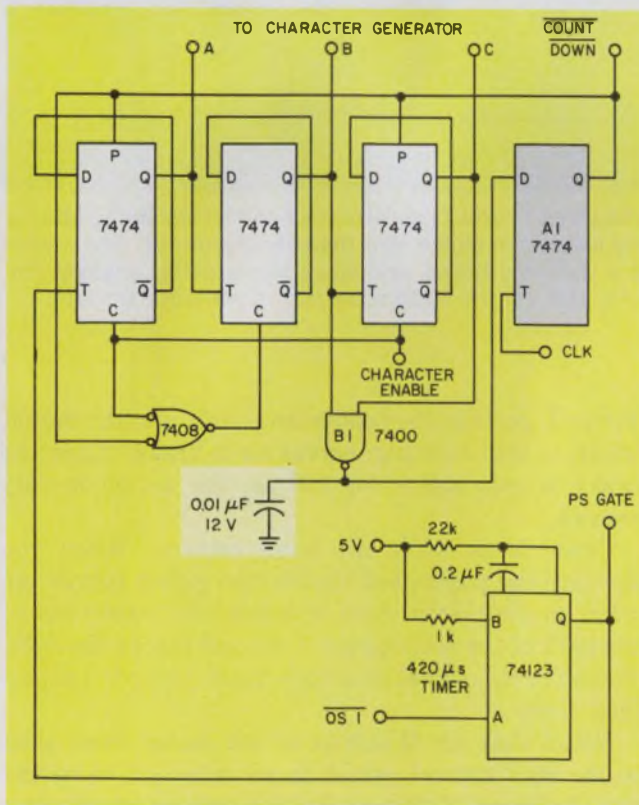 TO CHARACTER GENERATOR
COUNT
DOWN
A
B
C
P
P
D Q
D Q
D Q
D Q
7474
7474
7474
A1
7474
Q̅
Q̅
Q̅
T
T
T
T
C
C
C
CLK
CHARACTER
ENABLE
7408
B1
7400
0.01 µF
12 V
PS GATE
5V
22k
0.2 µF
B
Q
1k
420 µs
TIMER
74123
O̅S̅ ̅1̅
A